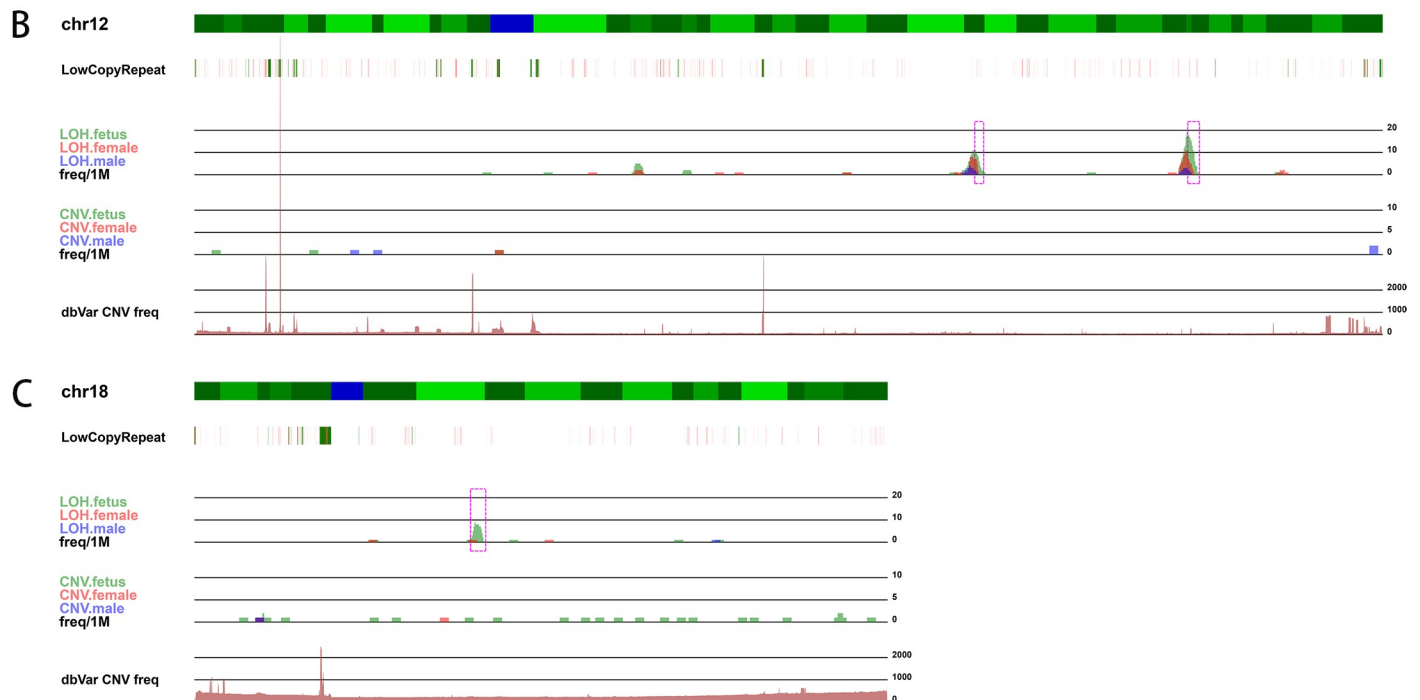 B
chr12
LowCopyRepeat
LOH.fetus
LOH.female
LOH.male
freq/1M
20
10
0
CNV.fetus
CNV.female
CNV.male
freq/1M
10
5
0
dbVar CNV freq
2000
1000
0
C
chr18
LowCopyRepeat
LOH.fetus
LOH.female
LOH.male
freq/1M
20
10
0
CNV.fetus
CNV.female
CNV.male
freq/1M
10
5
0
dbVar CNV freq
2000
1000
0